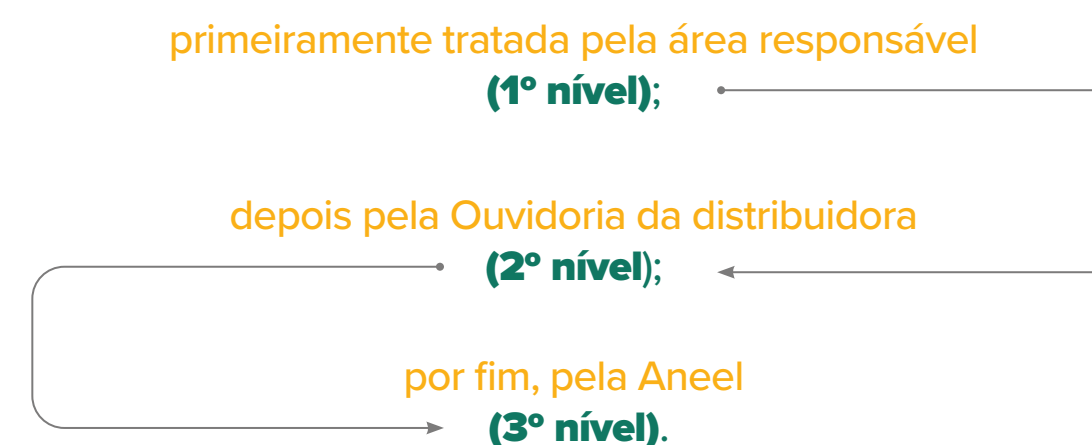 primeiramente tratada pela área responsável
(1º nível);
depois pela Ouvidoria da distribuidora
(2º nível);
por fim, pela Aneel
(3º nível).